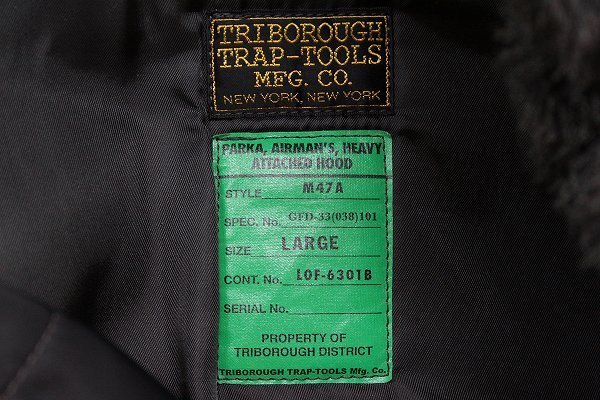 TRIBOROUGH
TRAP-TOOLS
MFG. CO.
NEW YORK, NEW YORK
PARKA, AIRMAN'S, HEAVY
ATTACHED HOOD
STYLE M47A
SPEC. No. GFD-33(038)101
SIZE LARGE
CONT. No. LOF-6301B
SERIAL No.
PROPERTY OF
TRIBOROUGH DISTRICT
TRIBOROUGH TRAP-TOOLS Mfg. Co.